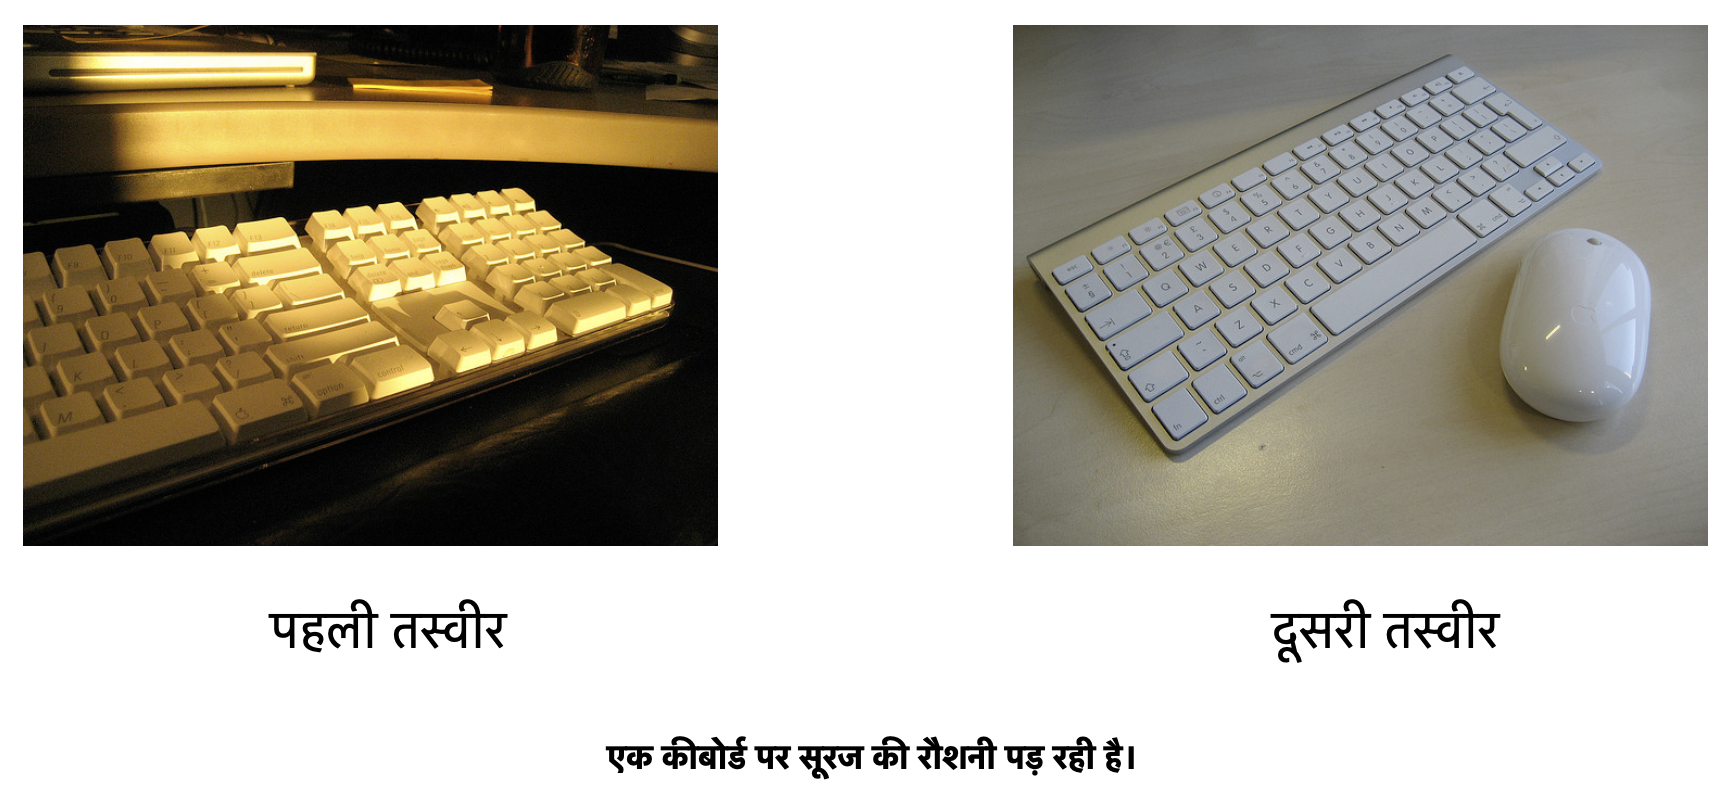 पहली तस्वीर
दूसरी तस्वीर
एक कीबोर्ड पर सूरज की रौशनी पड़ रही है।